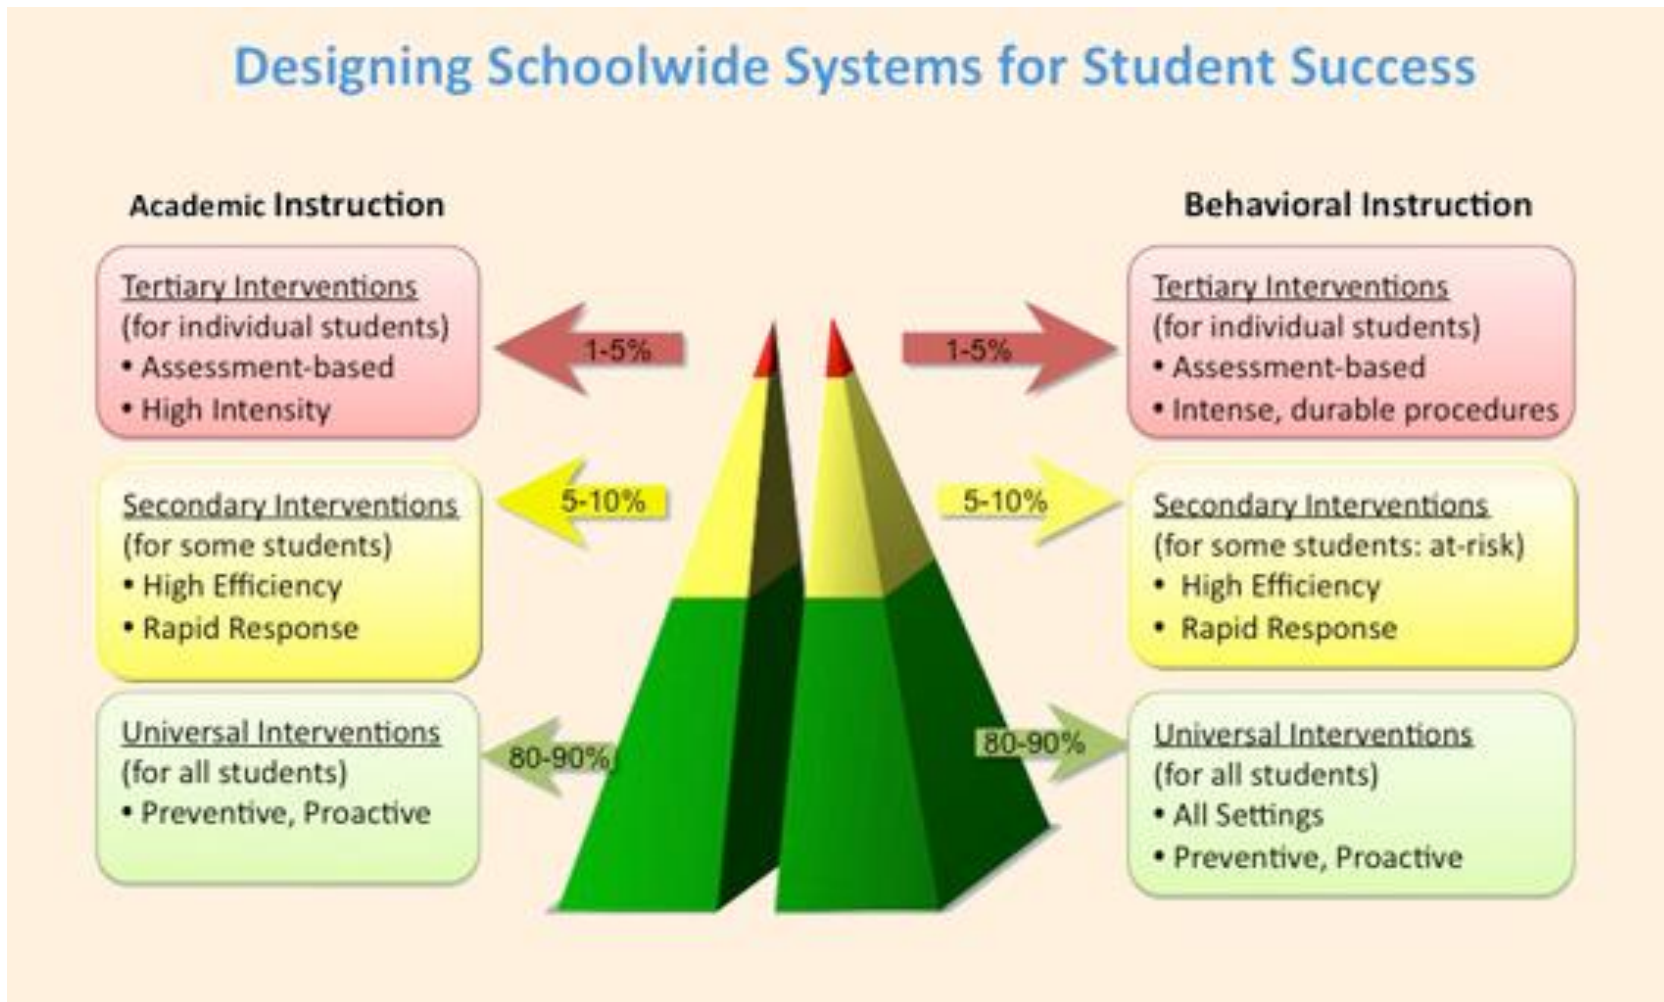 Designing Schoolwide Systems for Student Success
Academic Instruction
Tertiary Interventions
(for individual students)
• Assessment-based
• High Intensity
1-5%
Secondary Interventions
(for some students)
• High Efficiency
• Rapid Response
5-10%
Universal Interventions
(for all students)
• Preventive, Proactive
80-90%
Behavioral Instruction
1-5%
Tertiary Interventions
(for individual students)
• Assessment-based
• Intense, durable procedures
5-10%
Secondary Interventions
(for some students: at-risk)
• High Efficiency
• Rapid Response
80-90%
Universal Interventions
(for all students)
• All Settings
• Preventive, Proactive